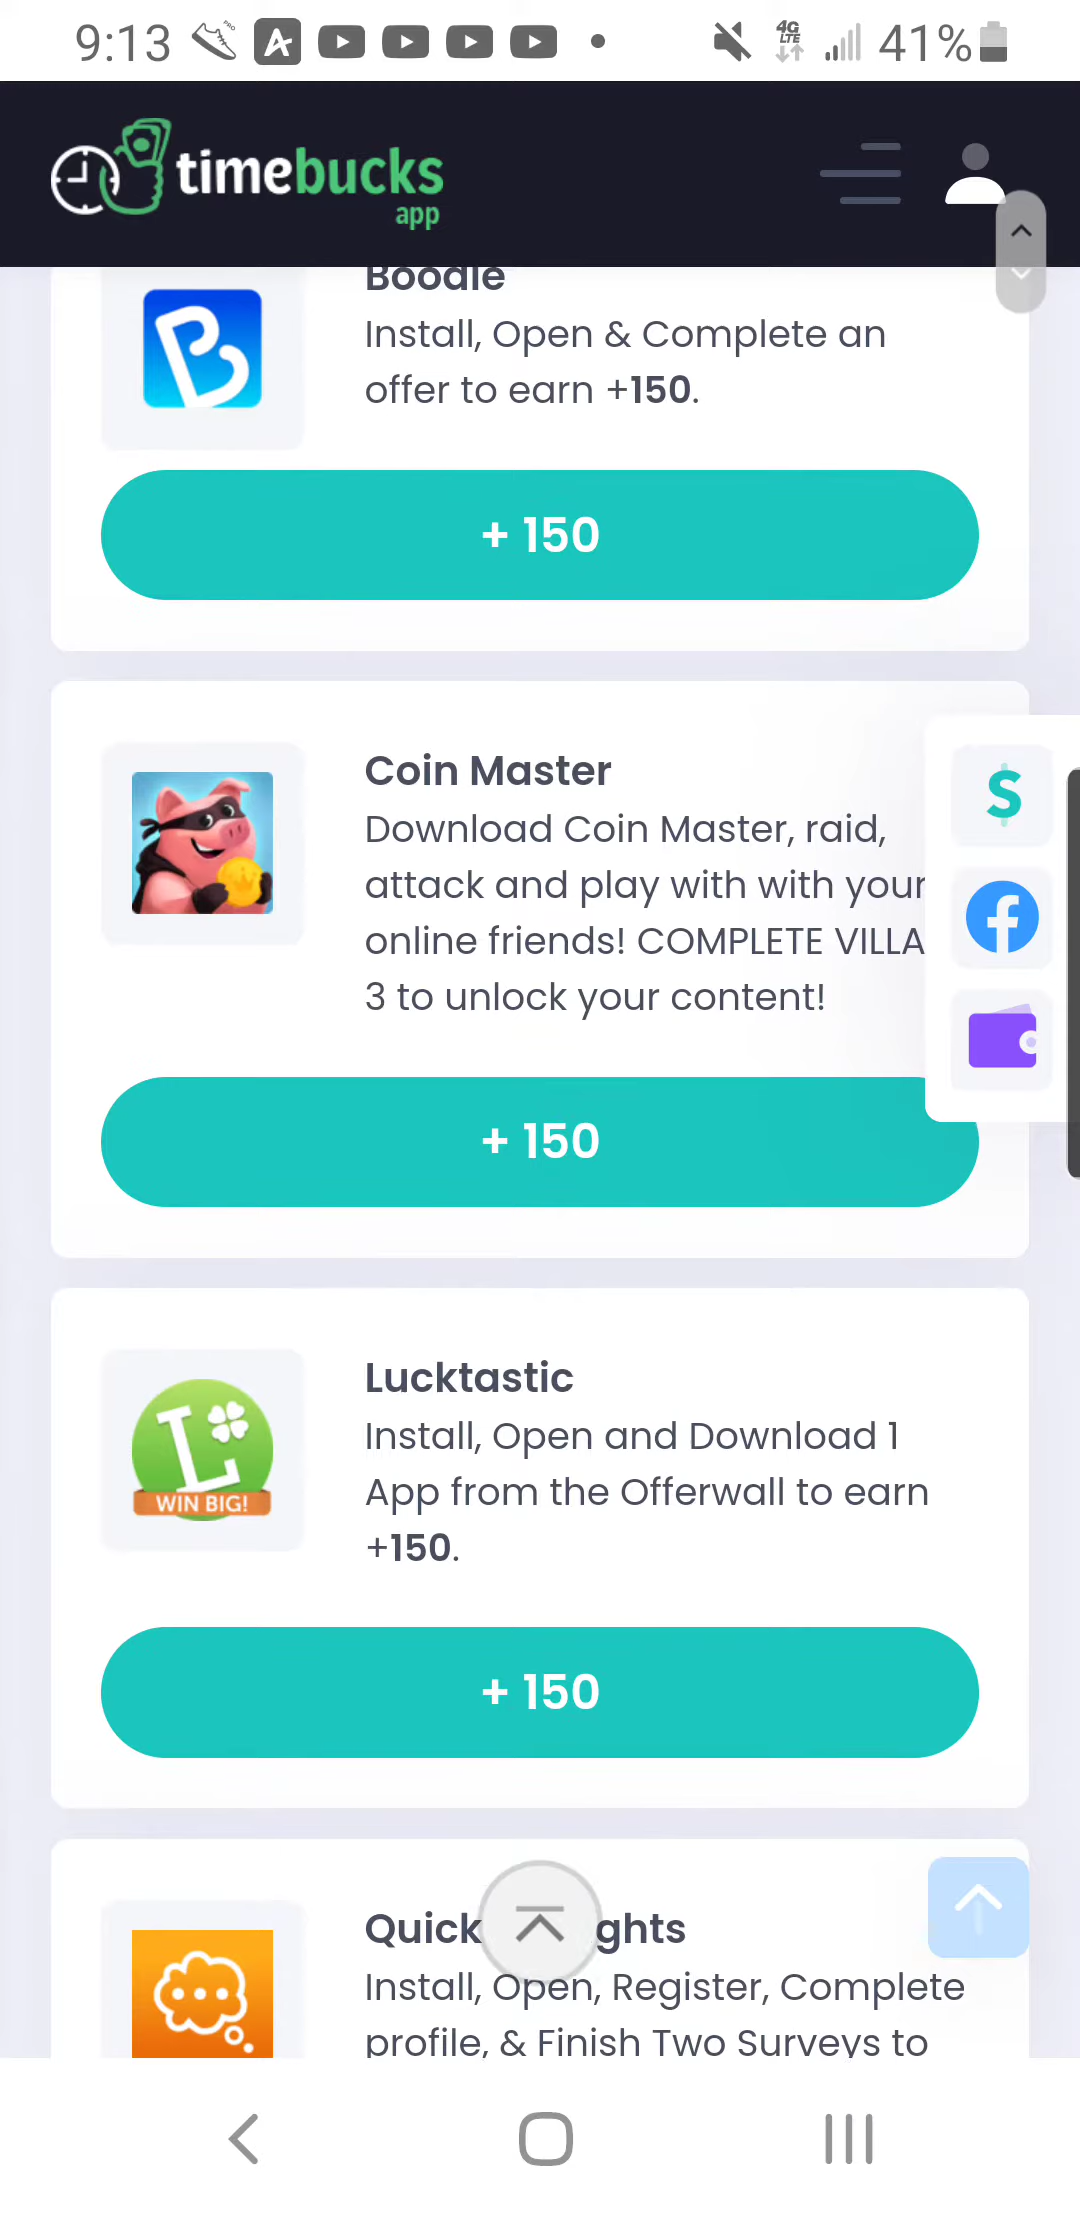 9:13 PRO 4G LTE 41%
timebucks
app
Boodle
Install, Open & Complete an
offer to earn +150.
+ 150
Coin Master
Download Coin Master, raid,
attack and play with with your
online friends! COMPLETE VILLA
3 to unlock your content!
+ 150
Lucktastic
Install, Open and Download 1
App from the Offerwall to earn
+150.
WIN BIG!
+ 150
Quick ghts
Install, Open, Register, Complete
profile, & Finish Two Surveys to